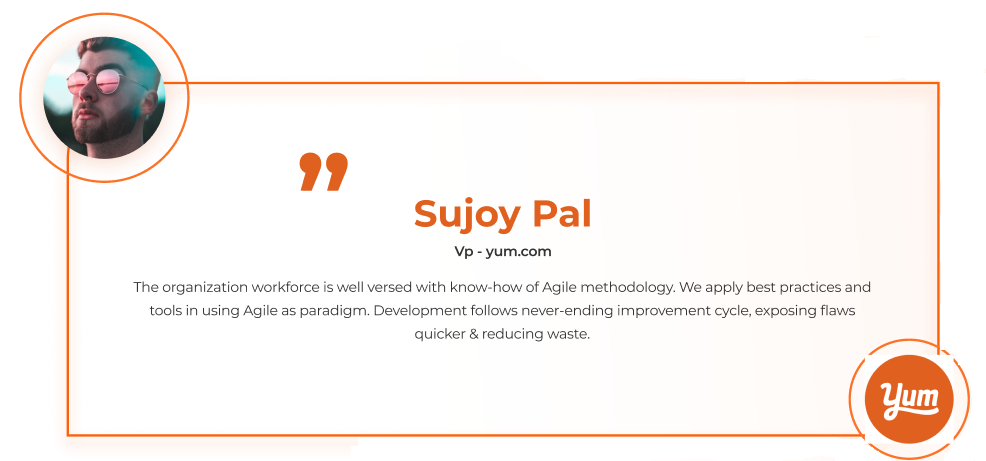 ”
Sujoy Pal
Vp - yum.com
The organization workforce is well versed with know-how of Agile methodology. We apply best practices and
tools in using Agile as paradigm. Development follows never-ending improvement cycle, exposing flaws
quicker & reducing waste.
Yum